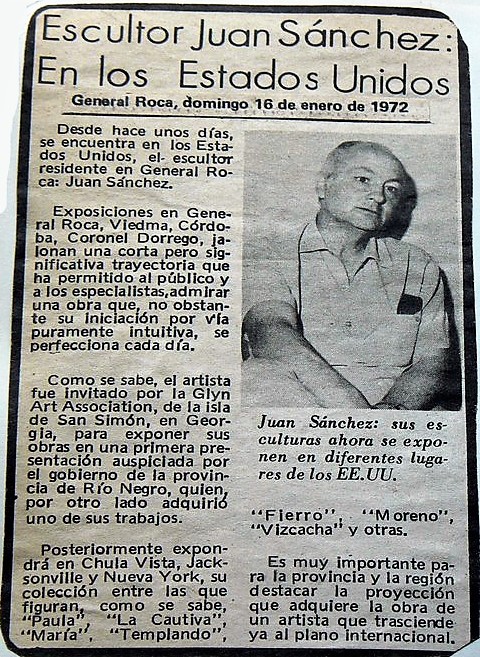 Escultor Juan Sánchez:
En los Estados Unidos
General Roca, domingo 16 de enero de 1972
Desde hace unos días,
se encuentra en los Esta-
dos Unidos, el escultor
residente en General Ro-
ca: Juan Sánchez.
Exposiciones en Gene-
ral Roca, Viedma, Córdo-
ba, Coronel Dorrego, ja-
lonan una corta pero sig-
nificativa trayectoria que
ha permitido al público y
a los especialistas, admirar
una obra que, no obstan-
te su iniciación por vía
puramente intuitiva, se
perfecciona cada día.
Como se sabe, el artista
fue invitado por la Glyn
Art Association, de la isla
de San Simón, en Geor-
gia, para exponer sus
obras en una primera pre-
sentación auspiciada por
el gobierno de la provin-
cia de Río Negro, quien,
por otro lado adquirió
uno de sus trabajos.
Posteriormente expon-
drá en Chula Vista, Jack-
sonville y Nueva York, su
colección entre las que
figuran, como se sabe,
"Paula", "La Cautiva",
"María", "Templando",
Juan Sánchez: sus es-
culturas ahora se expo-
nen en diferentes luga-
res de los EE.UU.
"Fierro", "Moreno",
"Vizcacha" y otras.
Es muy importante pa-
ra la provincia y la región
destacar la proyección
que adquiere la obra de
un artista que trasciende
ya al plano internacional.